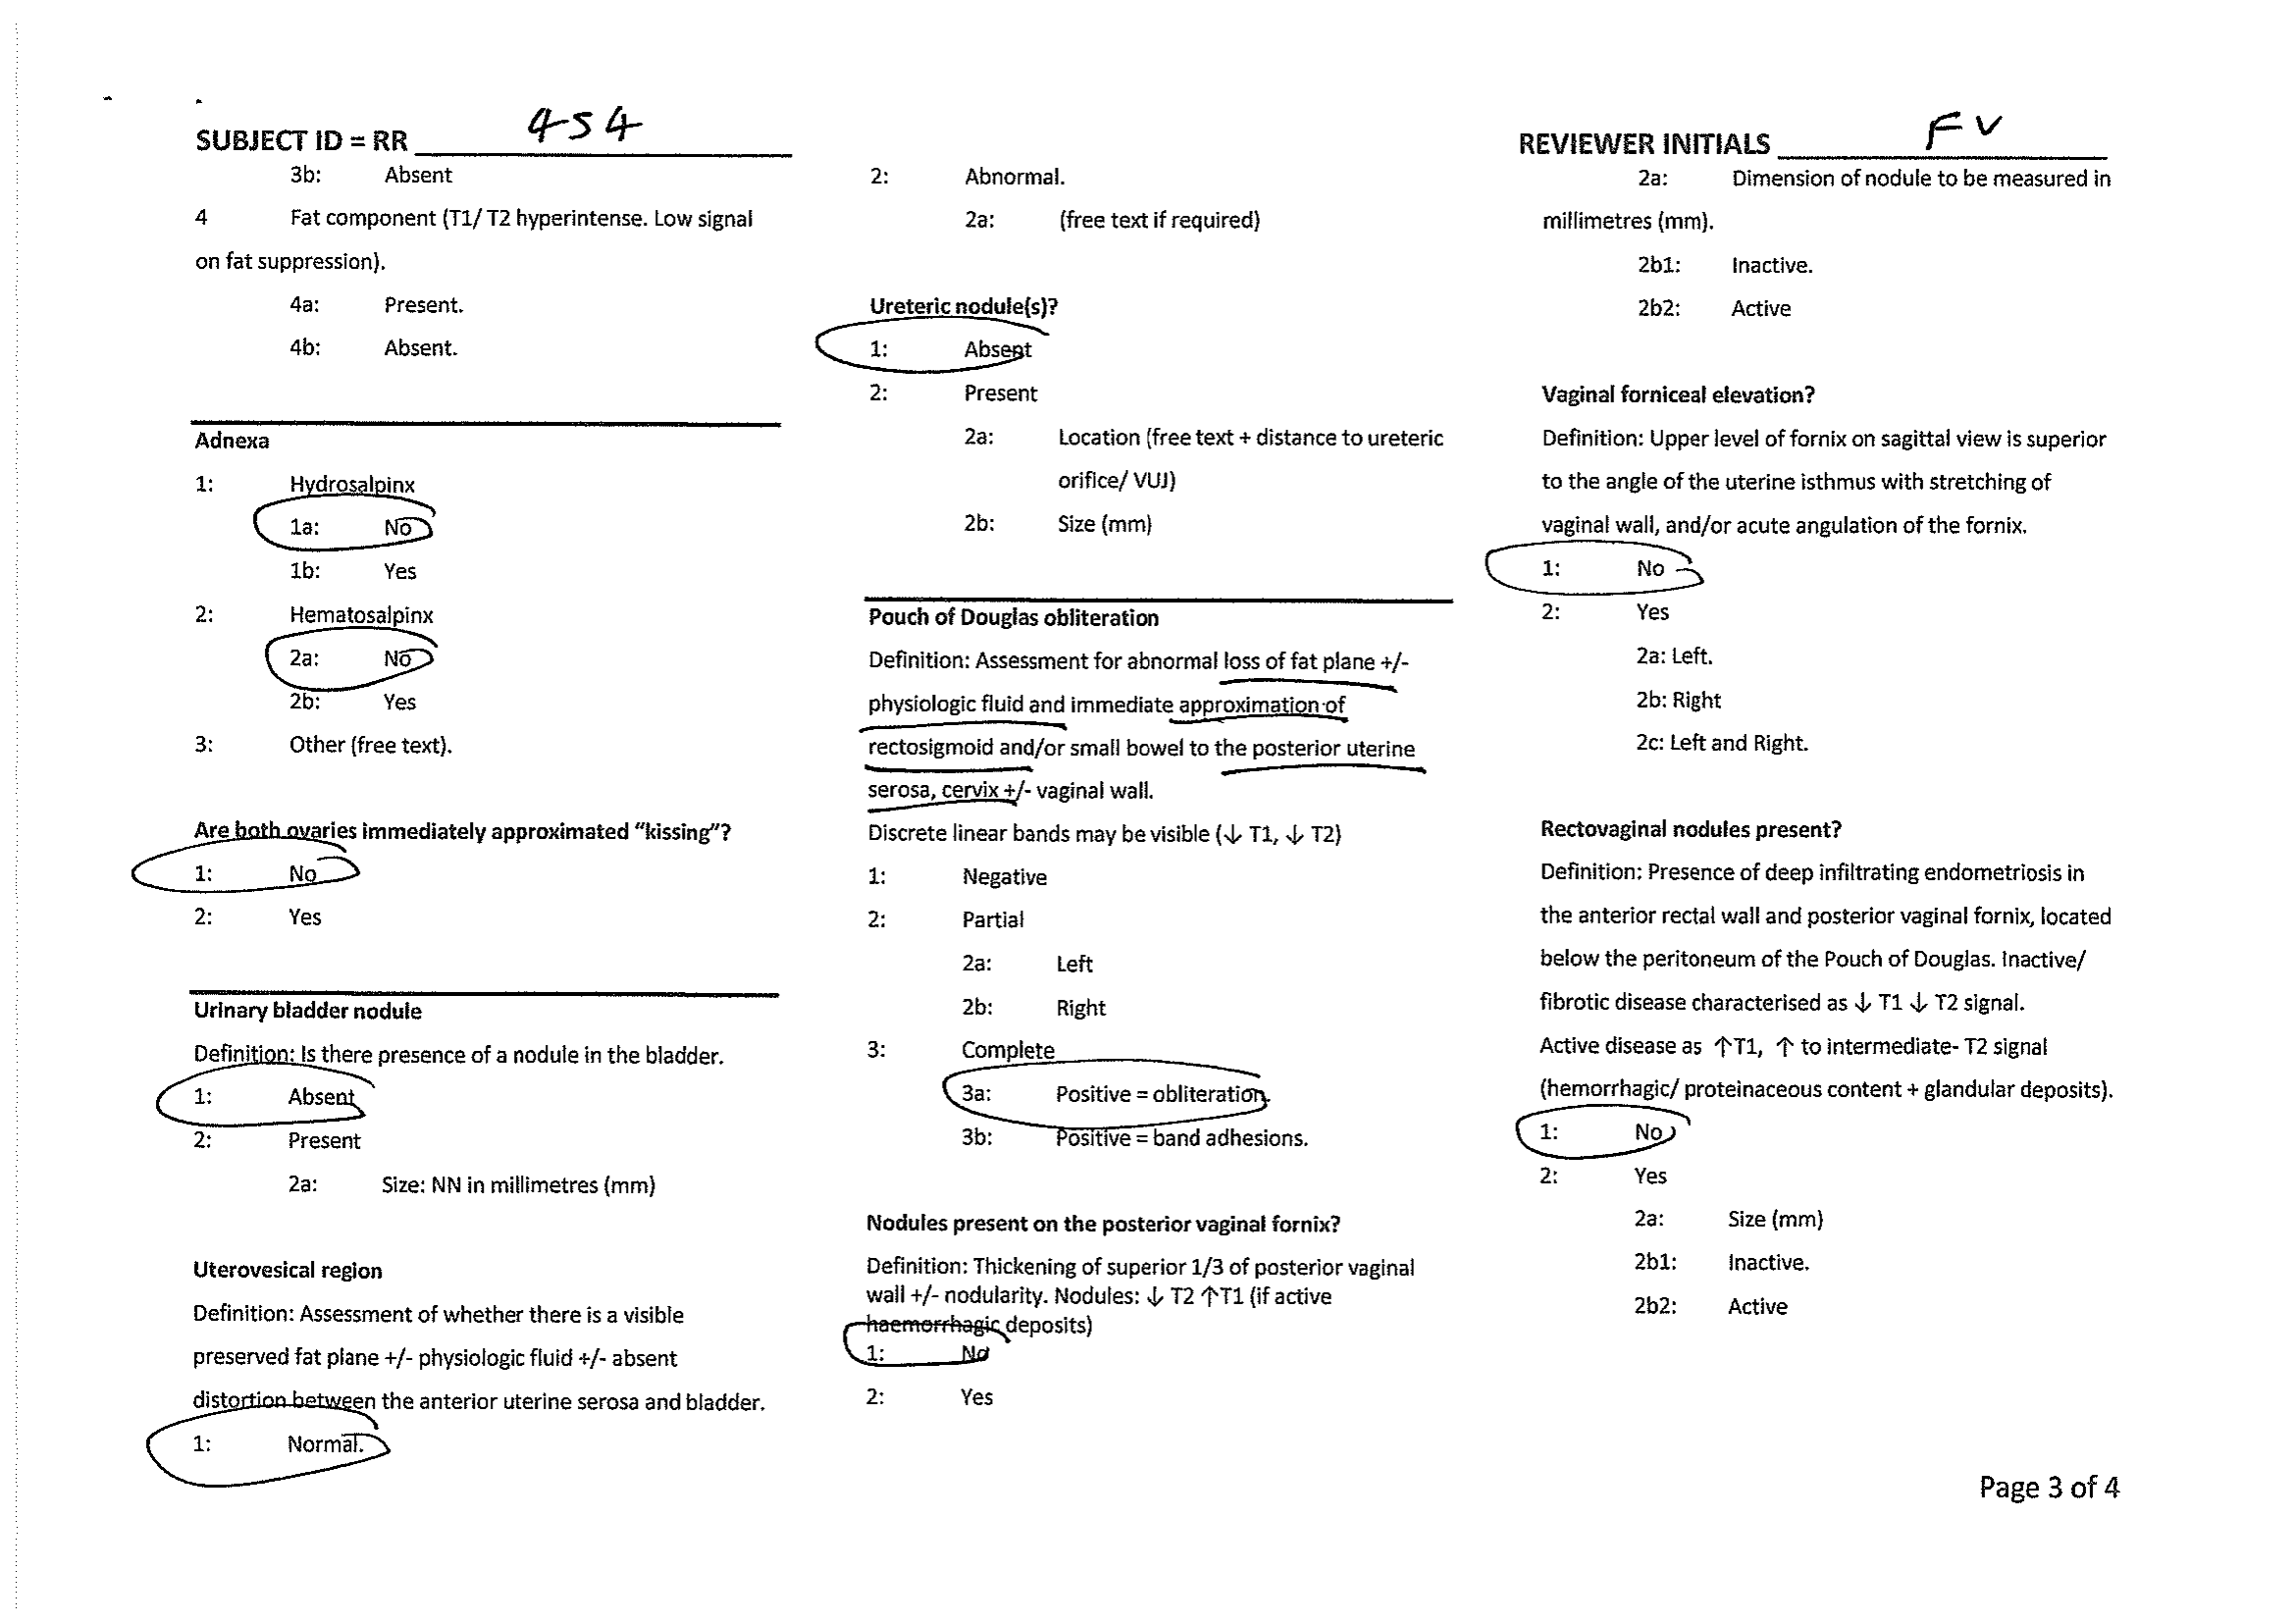 SUBJECT ID = RR 454
3b: Absent
4 Fat component (T1/ T2 hyperintense. Low signal
on fat suppression).
4a: Present.
4b: Absent.
Adnexa
1: Hydrosalpinx
1a: No
1b: Yes
2: Hematosalpinx
2a: No
2b: Yes
3: Other (free text).
Are both ovaries immediately approximated "kissing"?
1: No
2: Yes
Urinary bladder nodule
Definition: Is there presence of a nodule in the bladder.
1: Absent
2: Present
2a: Size: NN in millimetres (mm)
Uterovesical region
Definition: Assessment of whether there is a visible
preserved fat plane +/- physiologic fluid +/- absent
distortion between the anterior uterine serosa and bladder.
1: Normal.
2: Abnormal.
2a: (free text if required)
Ureteric nodule(s)?
1: Absent
2: Present
2a: Location (free text + distance to ureteric
orifice/ VUJ)
2b: Size (mm)
Pouch of Douglas obliteration
Definition: Assessment for abnormal loss of fat plane +/-
physiologic fluid and immediate approximation of
rectosigmoid and/or small bowel to the posterior uterine
serosa, cervix +/- vaginal wall.
Discrete linear bands may be visible (↓ T1, ↓ T2)
1: Negative
2: Partial
2a: Left
2b: Right
3: Complete
3a: Positive = obliteration.
3b: Positive = band adhesions.
Nodules present on the posterior vaginal fornix?
Definition: Thickening of superior 1/3 of posterior vaginal
wall +/- nodularity. Nodules: ↓ T2 ↑T1 (if active
haemorrhagic deposits)
1: No
2: Yes
REVIEWER INITIALS FV
2a: Dimension of nodule to be measured in
millimetres (mm).
2b1: Inactive.
2b2: Active
Vaginal forniceal elevation?
Definition: Upper level of fornix on sagittal view is superior
to the angle of the uterine isthmus with stretching of
vaginal wall, and/or acute angulation of the fornix.
1: No
2: Yes
2a: Left.
2b: Right
2c: Left and Right.
Rectovaginal nodules present?
Definition: Presence of deep infiltrating endometriosis in
the anterior rectal wall and posterior vaginal fornix, located
below the peritoneum of the Pouch of Douglas. Inactive/
fibrotic disease characterised as ↓ T1 ↓ T2 signal.
Active disease as ↑T1, ↑ to intermediate- T2 signal
(hemorrhagic/ proteinaceous content + glandular deposits).
1: No
2: Yes
2a: Size (mm)
2b1: Inactive.
2b2: Active
Page 3 of 4